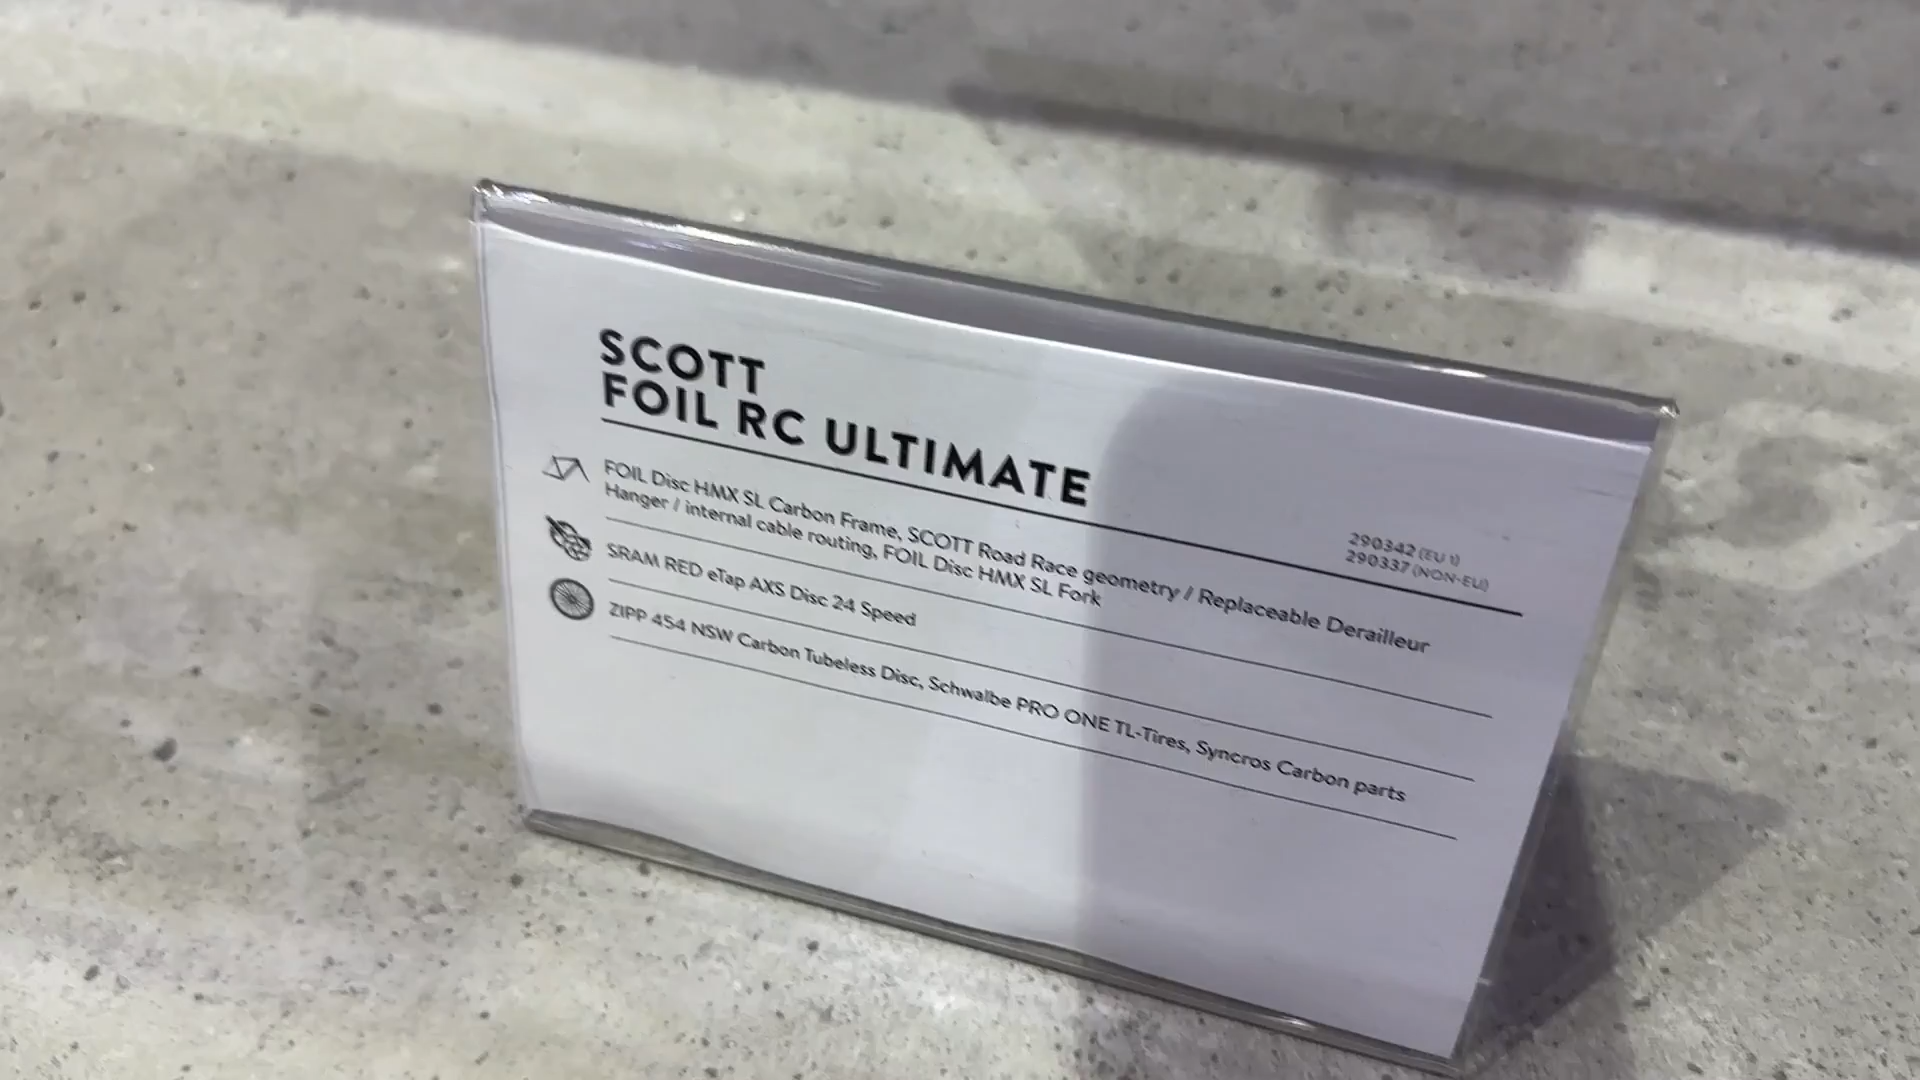 SCOTT
FOIL RC ULTIMATE
290342 (EU 1)
290337 (NON-EU)
FOIL Disc HMX SL Carbon Frame, SCOTT Road Race geometry / Replaceable Derailleur
Hanger / internal cable routing, FOIL Disc HMX SL Fork
SRAM RED eTap AXS Disc 24 Speed
ZIPP 454 NSW Carbon Tubeless Disc, Schwalbe PRO ONE TL-Tires, Syncros Carbon parts